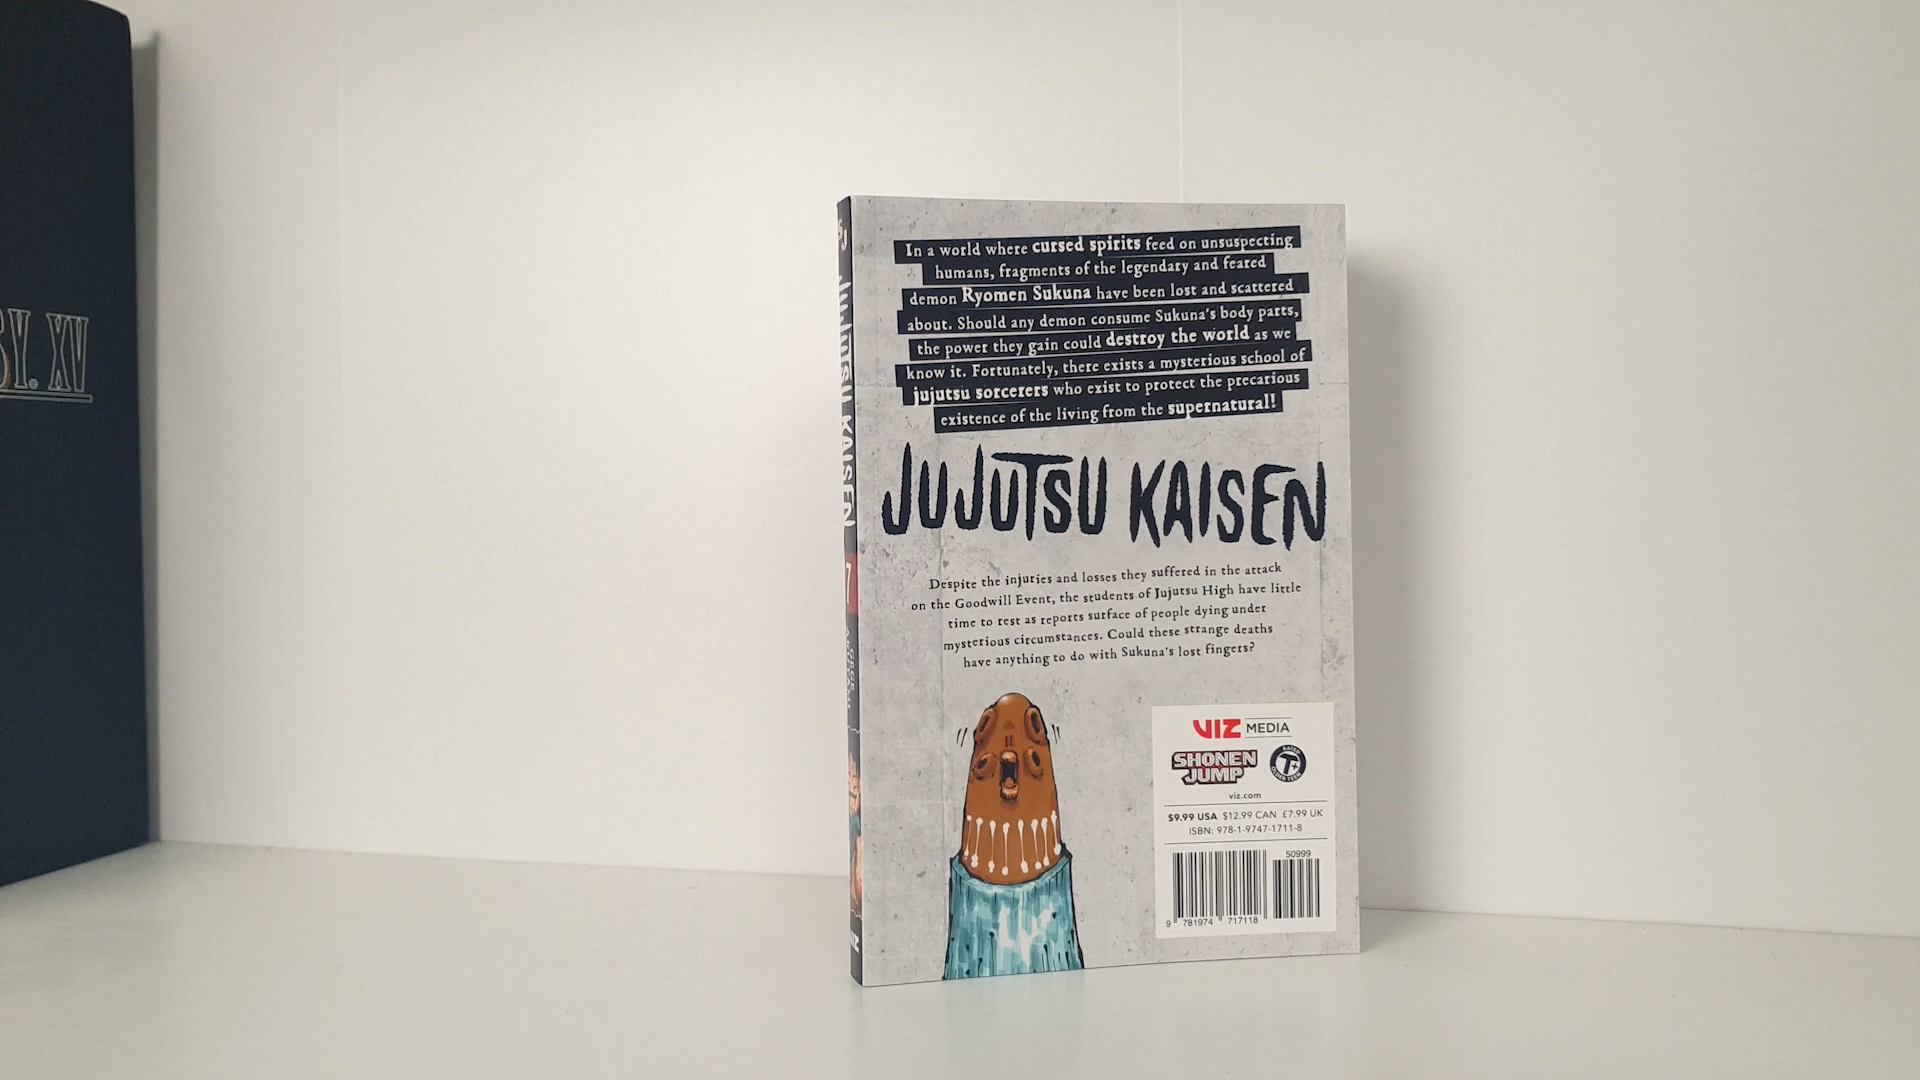 SY. XV
SJ
JUJUTSU KAISEN
7
In a world where cursed spirits feed on unsuspecting
humans, fragments of the legendary and feared
demon Ryomen Sukuna have been lost and scattered
about. Should any demon consume Sukuna's body parts,
the power they gain could destroy the world as we
know it. Fortunately, there exists a mysterious school of
jujutsu sorcerers who exist to protect the precarious
existence of the living from the supernatural!
JUJUTSU KAISEN
Despite the injuries and losses they suffered in the attack
on the Goodwill Event, the students of Jujutsu High have little
time to rest as reports surface of people dying under
mysterious circumstances. Could these strange deaths
have anything to do with Sukuna's lost fingers?
VIZ MEDIA
SHONEN
JUMP
RATED
T+
OLDER TEEN
viz.com
$9.99 USA $12.99 CAN £7.99 UK
ISBN: 978-1-9747-1711-8
50999
9 781974 717118